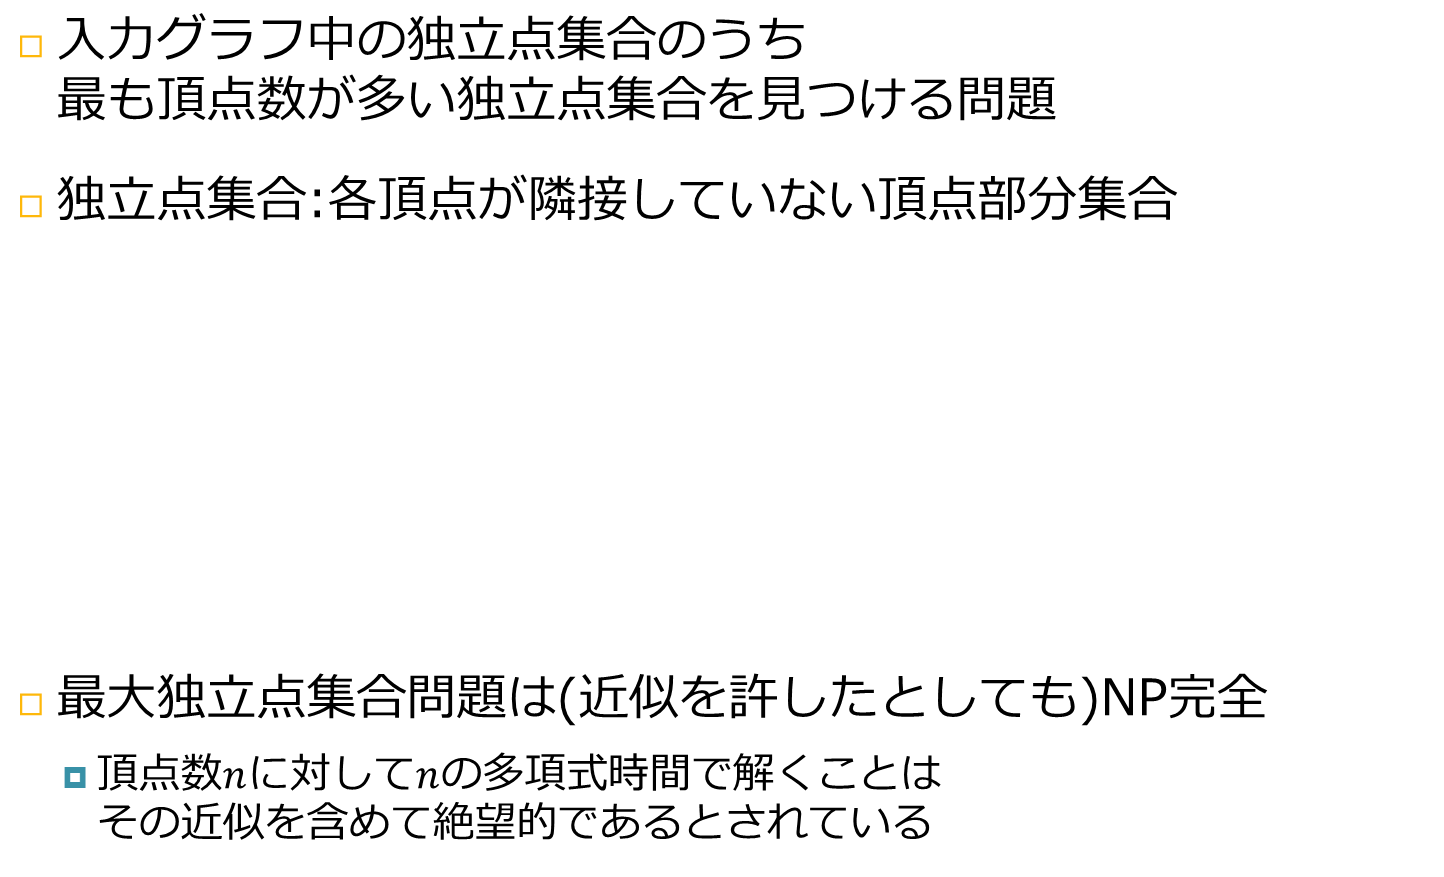 入力グラフ中の独立点集合のうち
最も頂点数が多い独立点集合を見つける問題
独立点集合:各頂点が隣接していない頂点部分集合
最大独立点集合問題は(近似を許したとしても)NP完全
頂点数nに対してnの多項式時間で解くことは
その近似を含めて絶望的であるとされている